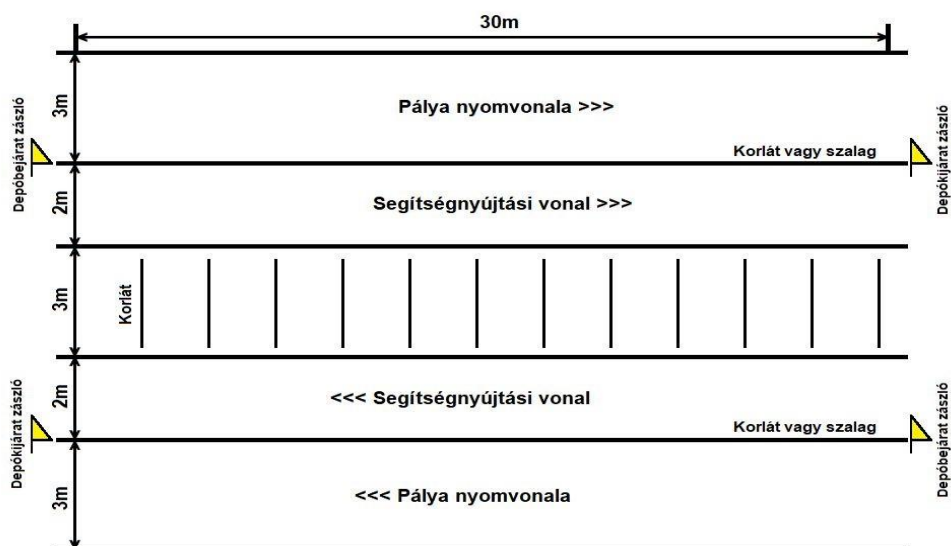 30m
3m
Pálya nyomvonala >>>
Depóbejárat zászló
Korlát vagy szalag
Depókijárat zászló
2m
Segítségnyújtási vonal >>>
3m
Korlát
2m
<<< Segítségnyújtási vonal
Depókijárat zászló
Korlát vagy szalag
Depóbejárat zászló
3m
<<< Pálya nyomvonala